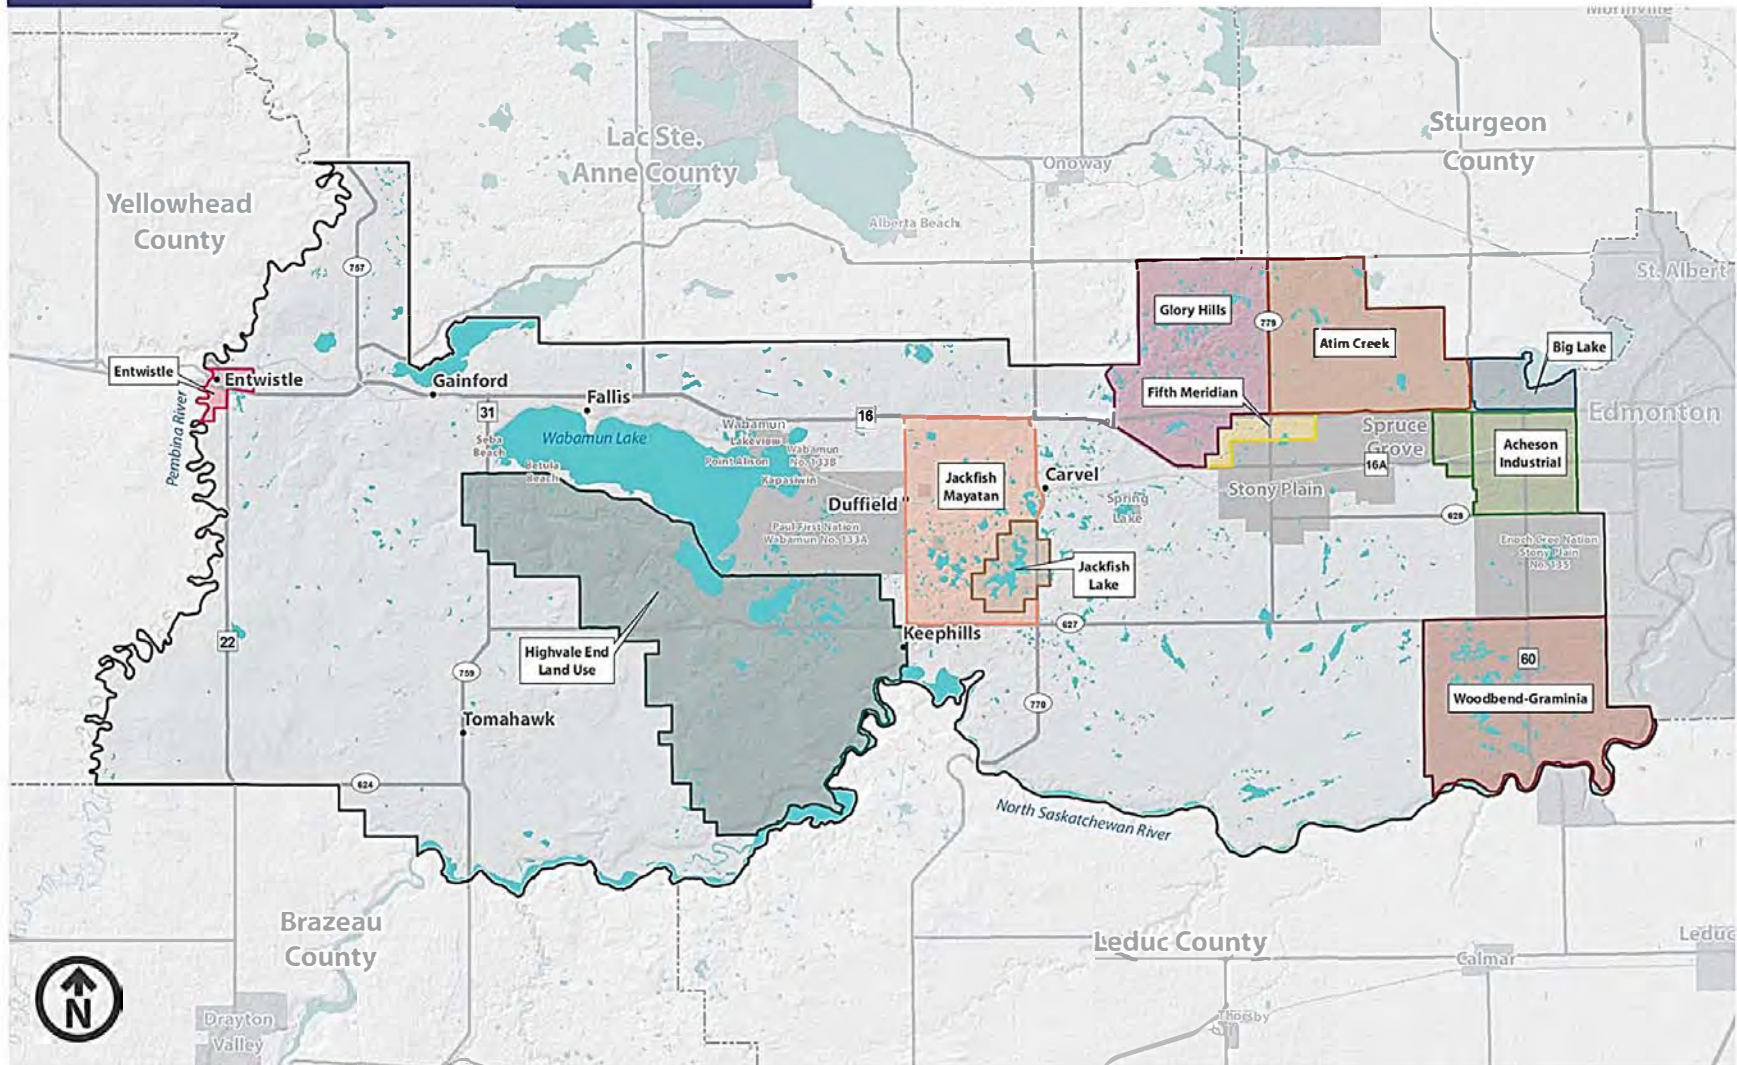 Morinville
Sturgeon
County
Lac Ste.
Anne County
Onoway
Yellowhead
County
Alberta Beach
St. Albert
757
Glory Hills
779
Atim Creek
Big Lake
Entwistle
Entwistle
Gainford
Fifth Meridian
Pembina River
31
Fallis
16
Edmonton
Wabamun Lake
Wabamun
Lakeview
Seba
Beach
Point Alison
Wabamun
No. 133B
Betula
Beach
Kapasiwin
Spruce
Grove
16A
Acheson
Industrial
Jackfish
Mayatan
Carvel
Stony Plain
Duffield
Spring
Lake
628
Paul First Nation
Wabamun No. 133A
Enoch Cree Nation
Stony Plain
No. 135
Jackfish
Lake
627
Keephills
22
Highvale End
Land Use
759
60
Woodbend-Graminia
770
Tomahawk
624
North Saskatchewan River
Brazeau
County
Leduc County
Leduc
Calmar
N
Drayton
Valley
Thorsby